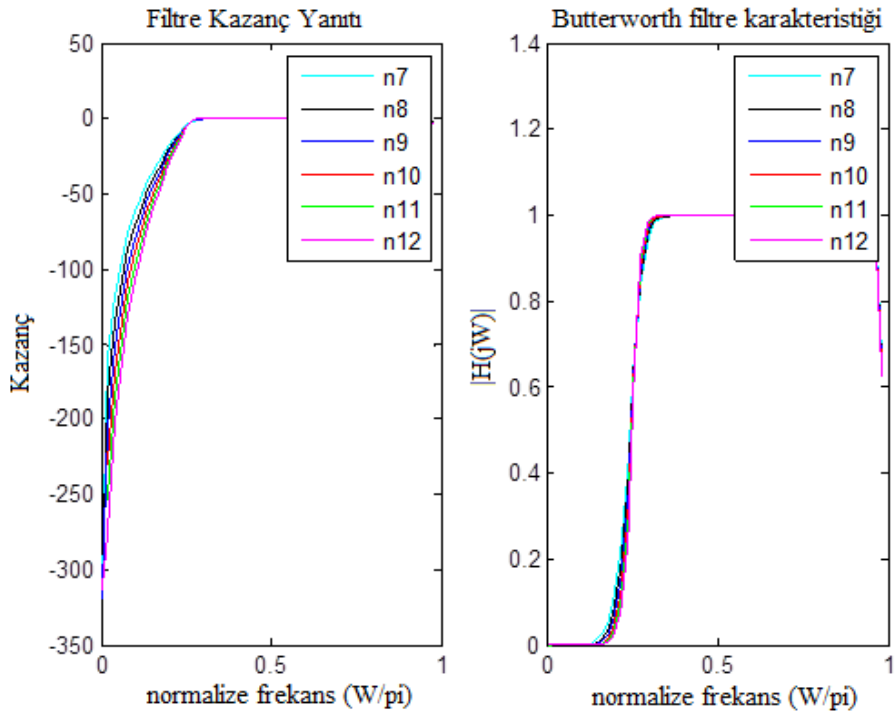 Filtre Kazanç Yanıtı
50
0
-50
-100
-150
-200
-250
-300
-350
Kazanç
0
0.5
1
normalize frekans (W/pi)
n7
n8
n9
n10
n11
n12
Butterworth filtre karakteristiği
1.4
1.2
1
0.8
0.6
0.4
0.2
0
|H(jW)|
0
0.5
1
normalize frekans (W/pi)
n7
n8
n9
n10
n11
n12